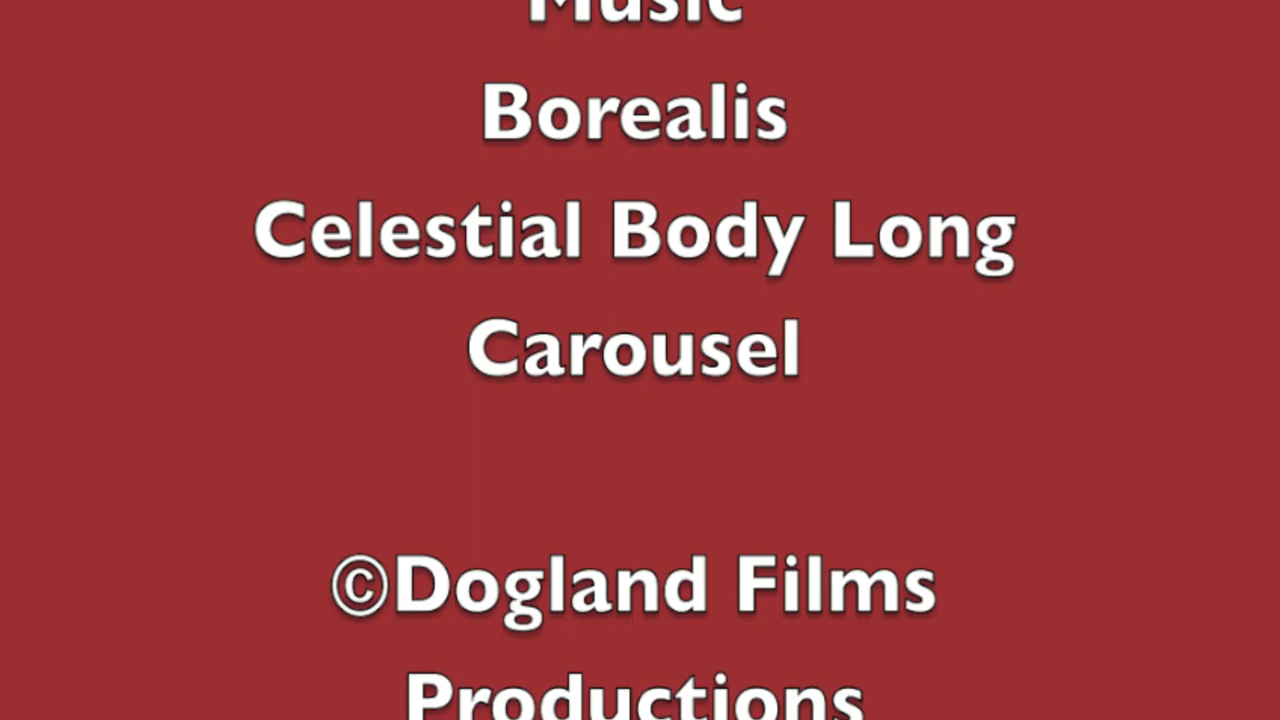 Music
Borealis
Celestial Body Long
Carousel
©Dogland Films
Productions